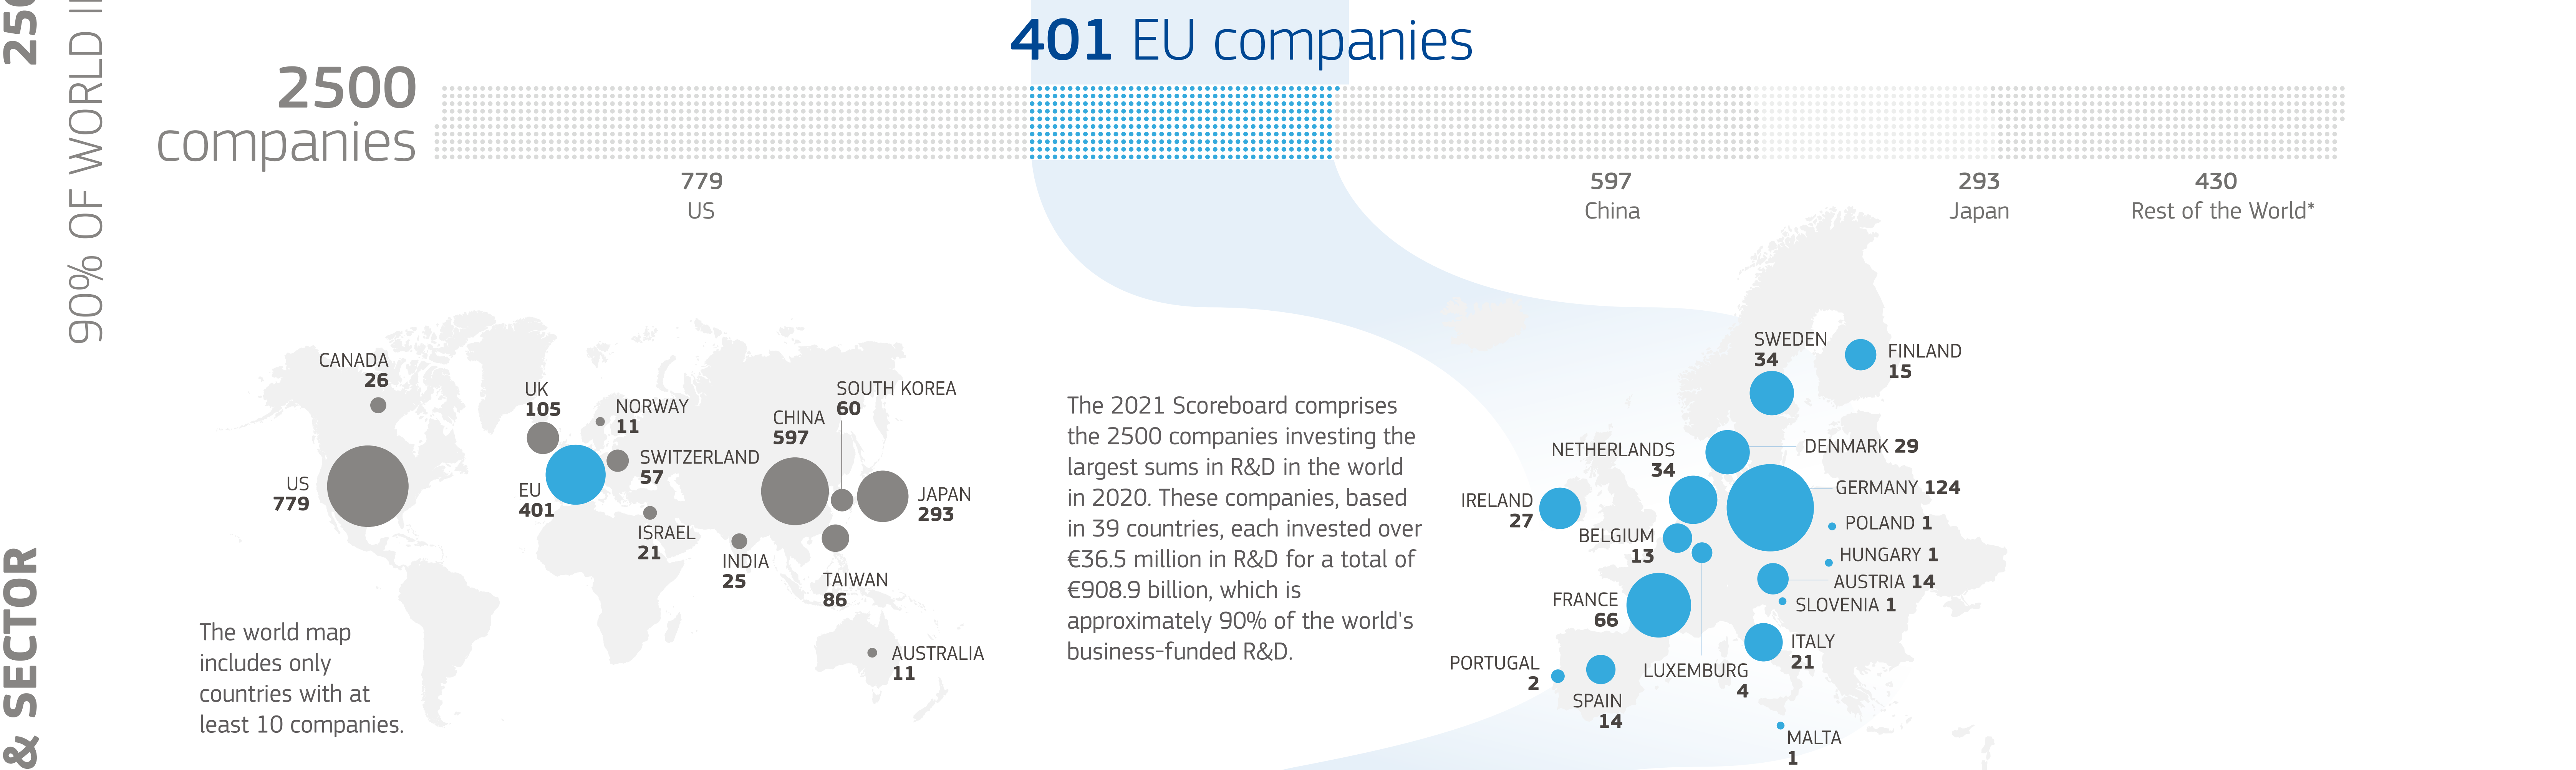 250
90% OF WORLD
& SECTOR
401 EU companies
2500
companies
779
US
597
China
293
Japan
430
Rest of the World*
CANADA
26
US
779
UK
105
NORWAY
11
EU
401
SWITZERLAND
57
ISRAEL
21
INDIA
25
CHINA
597
SOUTH KOREA
60
JAPAN
293
TAIWAN
86
AUSTRALIA
11
The world map
includes only
countries with at
least 10 companies.
The 2021 Scoreboard comprises
the 2500 companies investing the
largest sums in R&D in the world
in 2020. These companies, based
in 39 countries, each invested over
€36.5 million in R&D for a total of
€908.9 billion, which is
approximately 90% of the world's
business-funded R&D.
SWEDEN
34
FINLAND
15
NETHERLANDS
34
DENMARK 29
GERMANY 124
IRELAND
27
POLAND 1
BELGIUM
13
HUNGARY 1
AUSTRIA 14
FRANCE
66
SLOVENIA 1
ITALY
21
PORTUGAL
2
SPAIN
14
LUXEMBURG
4
MALTA
1